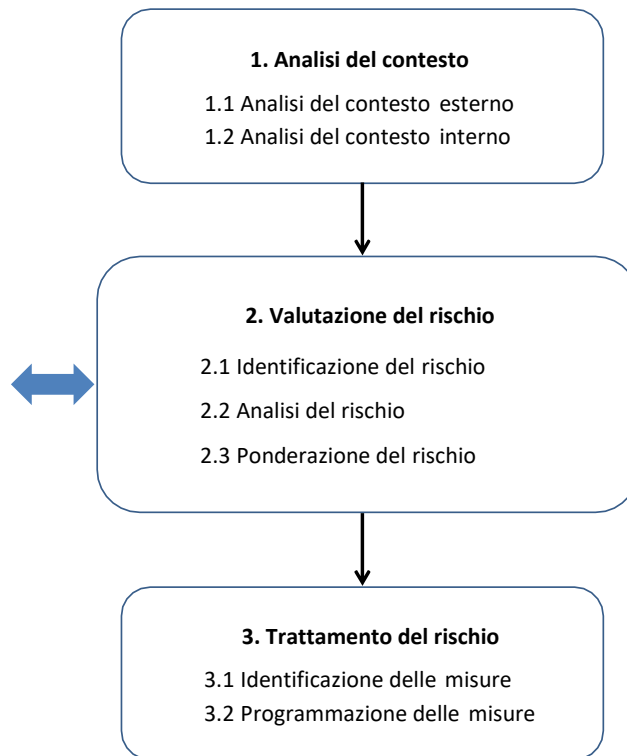 1. Analisi del contesto
1.1 Analisi del contesto esterno
1.2 Analisi del contesto interno
2. Valutazione del rischio
2.1 Identificazione del rischio
2.2 Analisi del rischio
2.3 Ponderazione del rischio
3. Trattamento del rischio
3.1 Identificazione delle misure
3.2 Programmazione delle misure